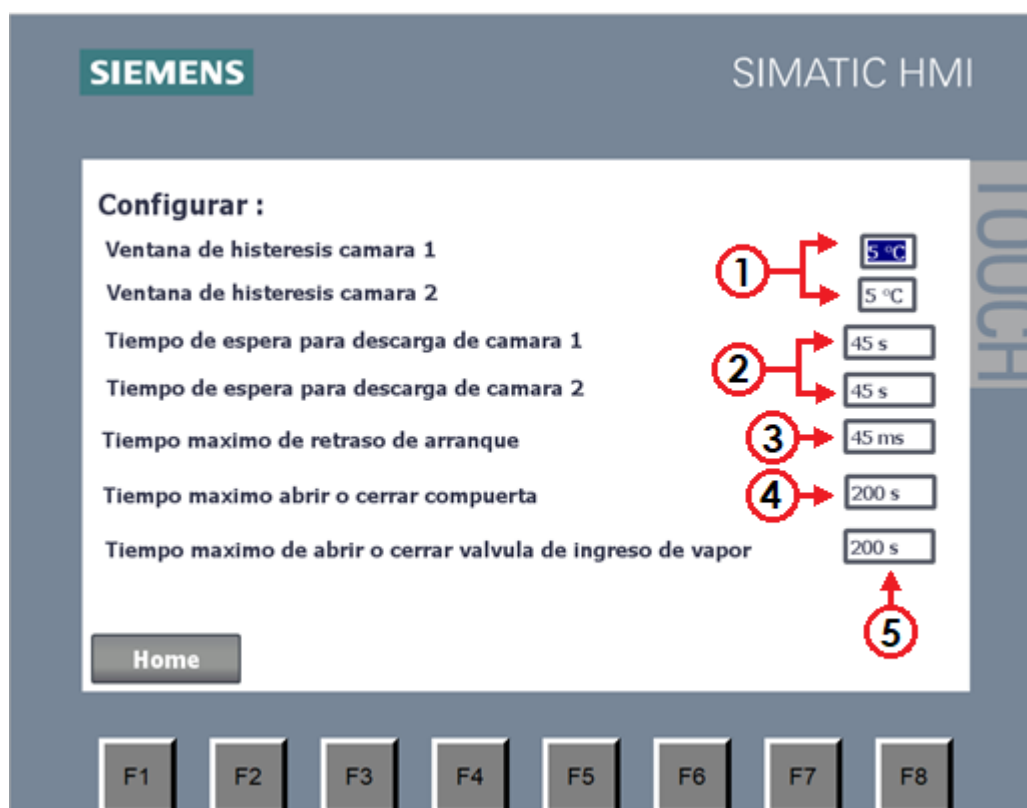 SIEMENS
SIMATIC HMI
TOUCH
Configurar :
Ventana de histeresis camara 1
5 °C
Ventana de histeresis camara 2
5 °C
1
Tiempo de espera para descarga de camara 1
45 s
Tiempo de espera para descarga de camara 2
45 s
2
Tiempo maximo de retraso de arranque
3
45 ms
Tiempo maximo abrir o cerrar compuerta
4
200 s
Tiempo maximo de abrir o cerrar valvula de ingreso de vapor
200 s
5
Home
F1 F2 F3 F4 F5 F6 F7 F8